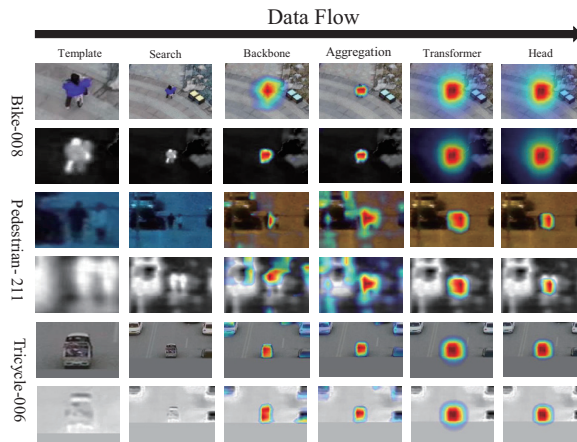 Data Flow
Template Search Backbone Aggregation Transformer Head
Bike-008
Pedestrian- 211
Tricycle-006